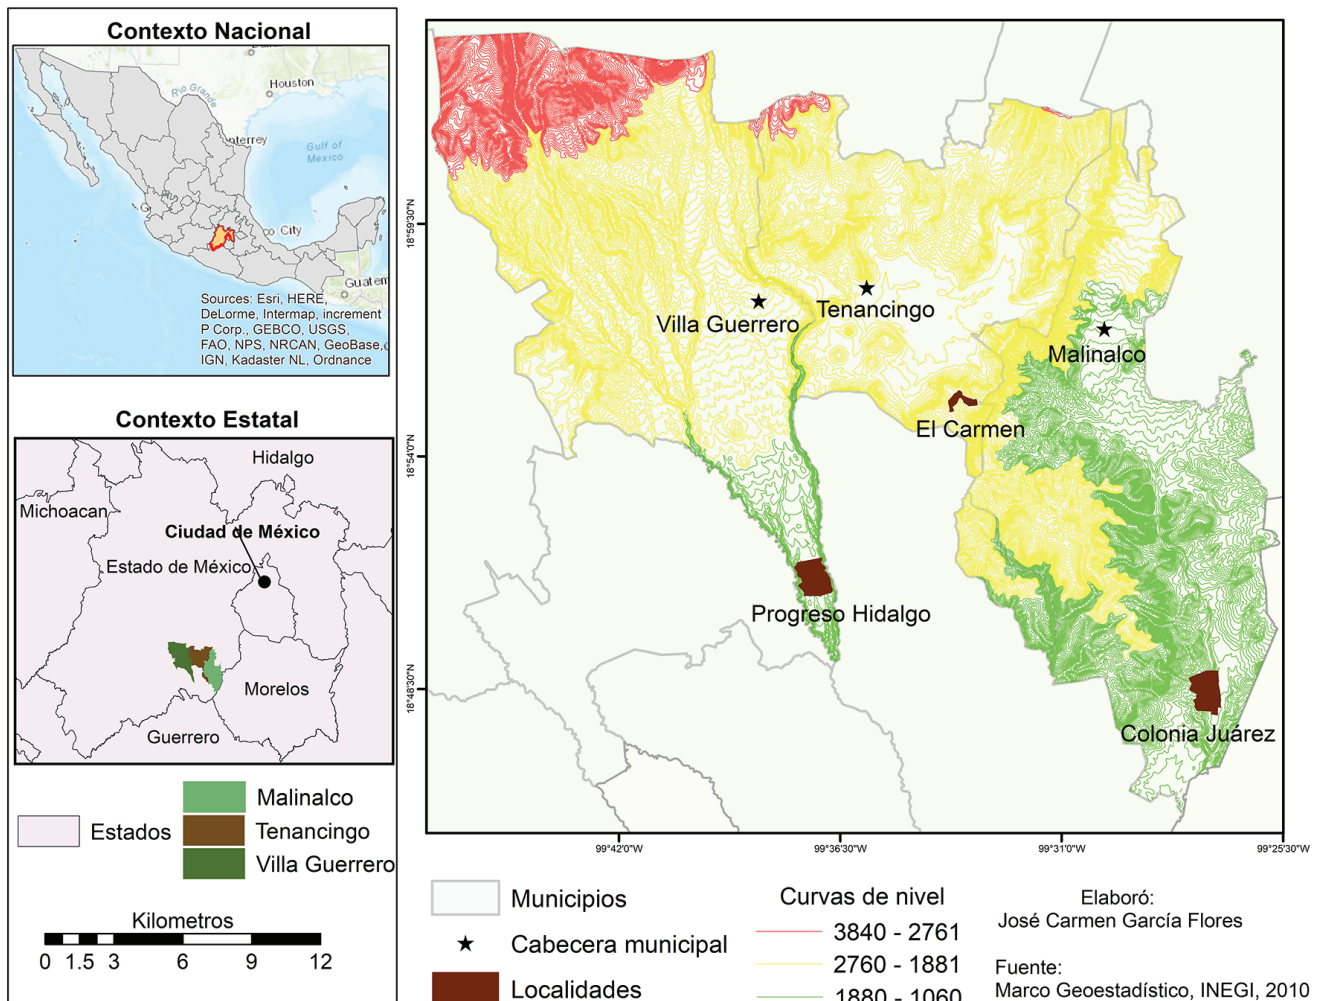 Contexto Nacional
Houston
Rio Grande
nterrey
Gulf of
Mexico
co City
Guatem
Sources: Esri, HERE,
DeLorme, Intermap, increment
P Corp., GEBCO, USGS,
FAO, NPS, NRCAN, GeoBase,
IGN, Kadaster NL, Ordnance
Contexto Estatal
Hidalgo
Michoacan
Ciudad de México
Estado de México
Morelos
Guerrero
Estados
Malinalco
Tenancingo
Villa Guerrero
Kilometros
0 1.5 3 6 9 12
18°59'30"N
18°54'0"N
18°48'30"N
Villa Guerrero
Tenancingo
Malinalco
El Carmen
Progreso Hidalgo
Colonia Juárez
99°42'0"W
99°36'30"W
99°31'0"W
99°25'30"W
Municipios
Cabecera municipal
Localidades
Curvas de nivel
3840 - 2761
2760 - 1881
1880 - 1060
Elaboró:
José Carmen García Flores
Fuente:
Marco Geoestadístico, INEGI, 2010